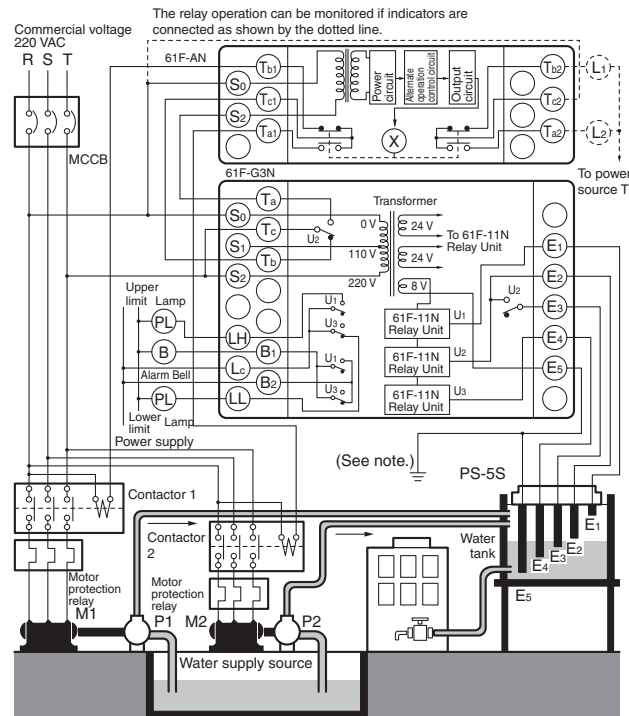 The relay operation can be monitored if indicators are
connected as shown by the dotted line.
Commercial voltage
220 VAC
R S T
61F-AN
MCCB
S0
S2
Tb1
Tc1
Ta1
Power
circuit
Alternate
operation
control circuit
Output
circuit
X
Tb2
Tc2
Ta2
L1
L2
To power
source T
61F-G3N
S0
S1
S2
Ta
Tc
Tb
U2
Transformer
0 V
110 V
220 V
24 V
24 V
8 V
To 61F-11N
Relay Unit
U2
E1
E2
E3
E4
E5
Upper
limit
Lamp
PL
B
Alarm Bell
PL
Lower
limit
Lamp
LH
Lc
LL
B1
B2
U1
U3
U1
U3
61F-11N
Relay Unit
U1
61F-11N
Relay Unit
U2
61F-11N
Relay Unit
U3
Power supply
(See note.)
PS-5S
Contactor 1
Contactor
2
Motor
protection
relay
Motor
protection
relay
M1
P1
M2
P2
Water
tank
E1
E2
E3
E4
E5
Water supply source